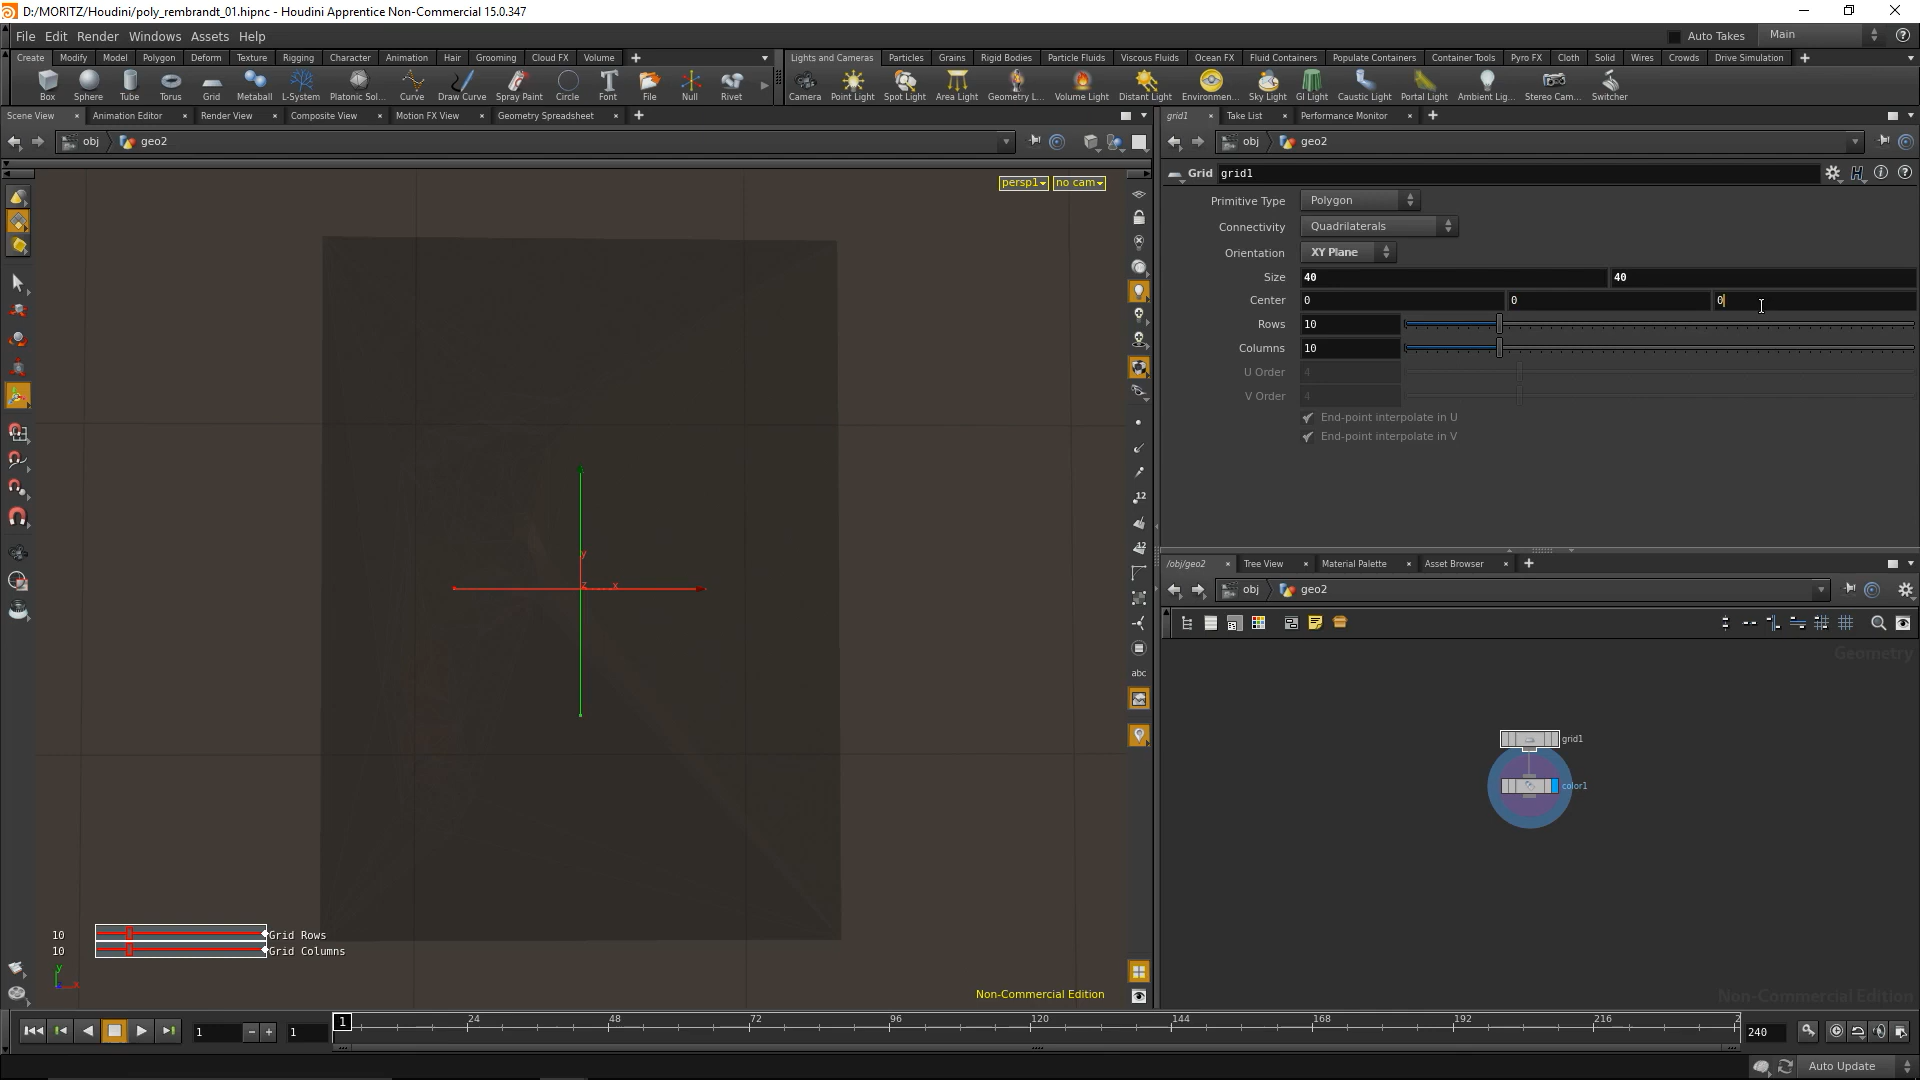 D:/MORITZ/Houdini/poly_rembrandt_01.hipnc - Houdini Apprentice Non-Commercial 15.0.347
File Edit Render Windows Assets Help
Auto Takes Main
Create Modify Model Polygon Deform Texture Rigging Character Animation Hair Grooming Cloud FX Volume
Lights and Cameras Particles Grains Rigid Bodies Particle Fluids Viscous Fluids Ocean FX Fluid Containers Populate Containers Container Tools Pyro FX Cloth Solid Wires Crowds Drive Simulation
Box Sphere Tube Torus Grid Metaball L-System Platonic Sol... Curve Draw Curve Spray Paint Circle Font File Null Rivet
Camera Point Light Spot Light Area Light Geometry L... Volume Light Distant Light Environmen... Sky Light GI Light Caustic Light Portal Light Ambient Lig... Stereo Cam... Switcher
Scene View Animation Editor Render View Composite View Motion FX View Geometry Spreadsheet
grid1 Take List Performance Monitor
obj geo2
obj geo2
persp1 no cam
Grid grid1
Primitive Type Polygon
Connectivity Quadrilaterals
Orientation XY Plane
Size 40 40
Center 0 0 0
Rows 10
Columns 10
U Order 4
V Order 4
End-point interpolate in U
End-point interpolate in V
12
12
abc
y
z x
/obj/geo2 Tree View Material Palette Asset Browser
obj geo2
Geometry
grid1
color1
10 Grid Rows
10 Grid Columns
y
x
Non-Commercial Edition
Non-Commercial Edition
1 1 1 24 48 72 96 120 144 168 192 216 2 240
Auto Update